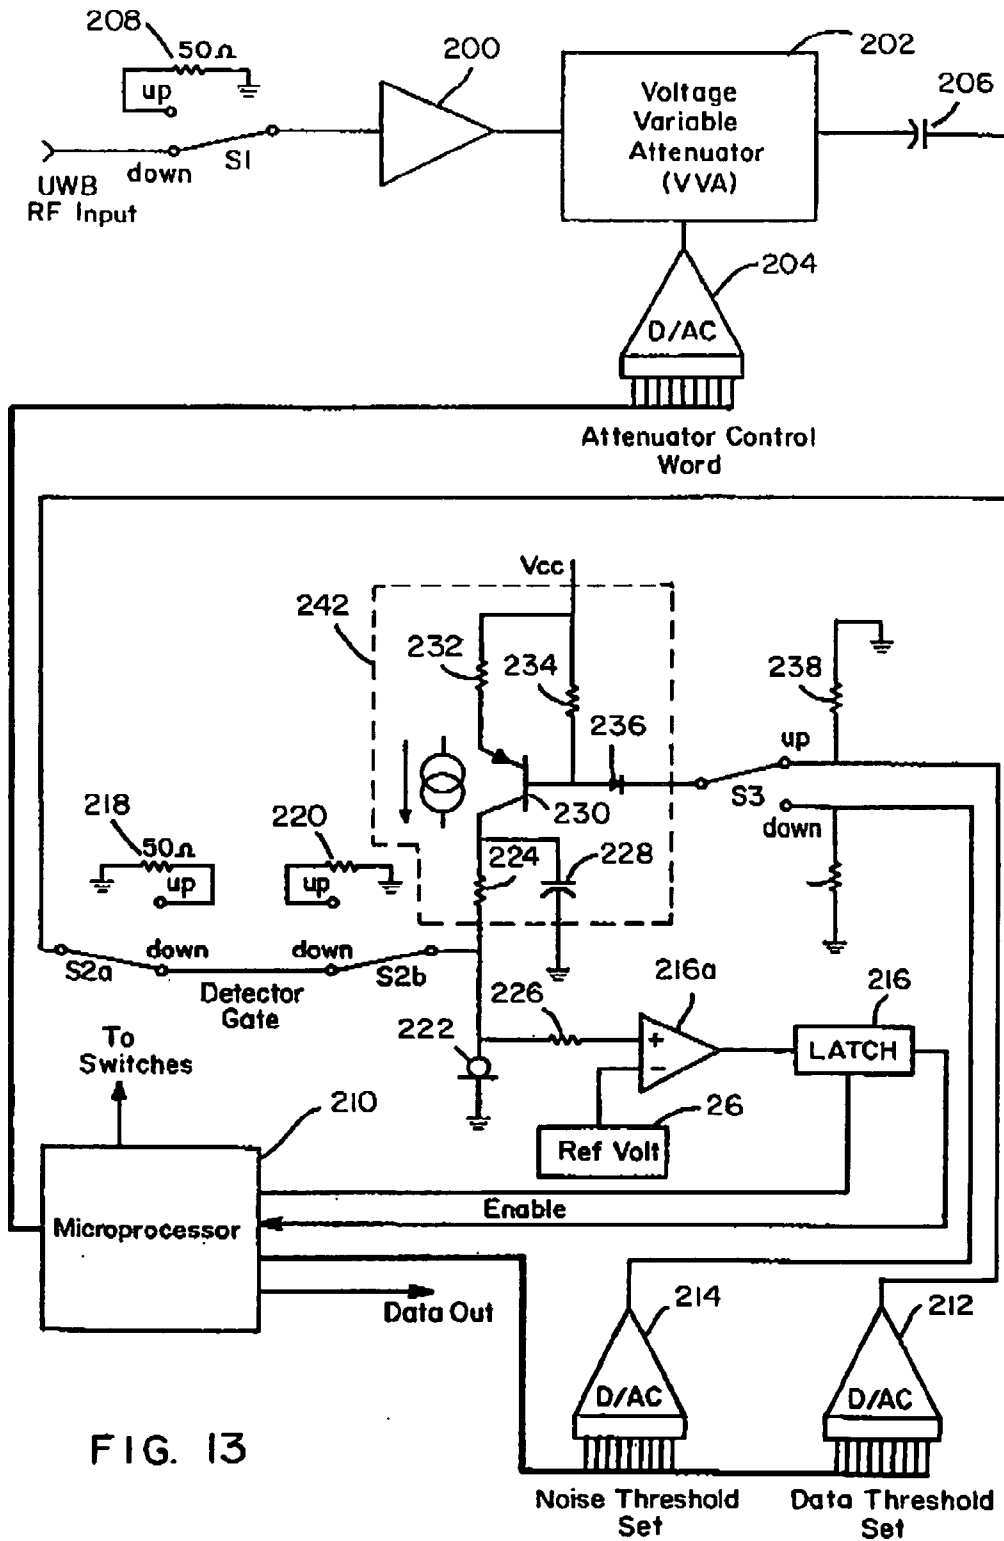 208
50Ω
up
S1
down
UWB
RF Input
200
202
Voltage
Variable
Attenuator
(VVA)
206
204
D/AC
Attenuator Control
Word
Vcc
242
232
234
236
230
238
up
S3
down
218
50Ω
up
220
up
224
228
S2a
down
down
S2b
Detector
Gate
226
216a
216
222
+
−
LATCH
26
Ref Volt
To
Switches
210
Microprocessor
Enable
Data Out
214
212
D/AC
D/AC
FIG. 13
Noise Threshold
Set
Data Threshold
Set